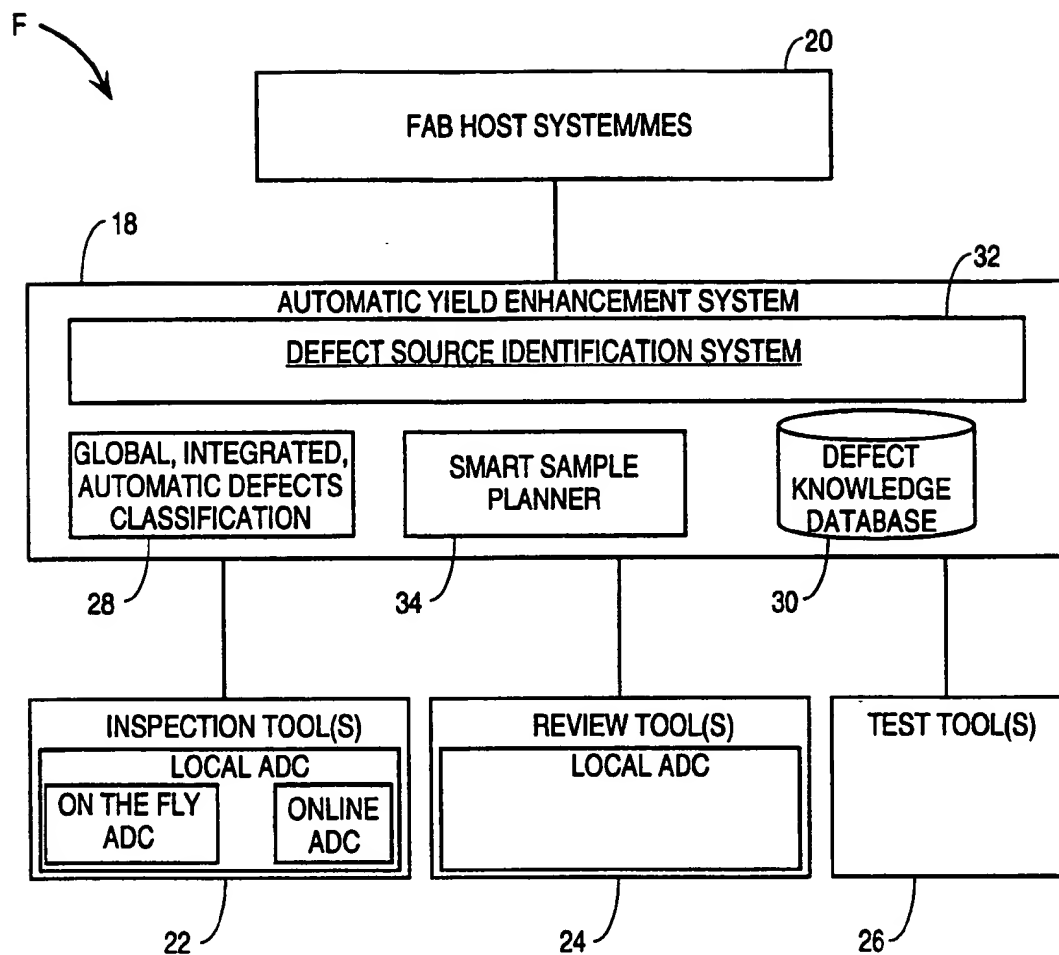 F
20
FAB HOST SYSTEM/MES
18
32
AUTOMATIC YIELD ENHANCEMENT SYSTEM
DEFECT SOURCE IDENTIFICATION SYSTEM
GLOBAL, INTEGRATED,
AUTOMATIC DEFECTS
CLASSIFICATION
SMART SAMPLE
PLANNER
DEFECT
KNOWLEDGE
DATABASE
28
34
30
INSPECTION TOOL(S)
LOCAL ADC
ON THE FLY
ADC
ONLINE
ADC
REVIEW TOOL(S)
LOCAL ADC
TEST TOOL(S)
22
24
26